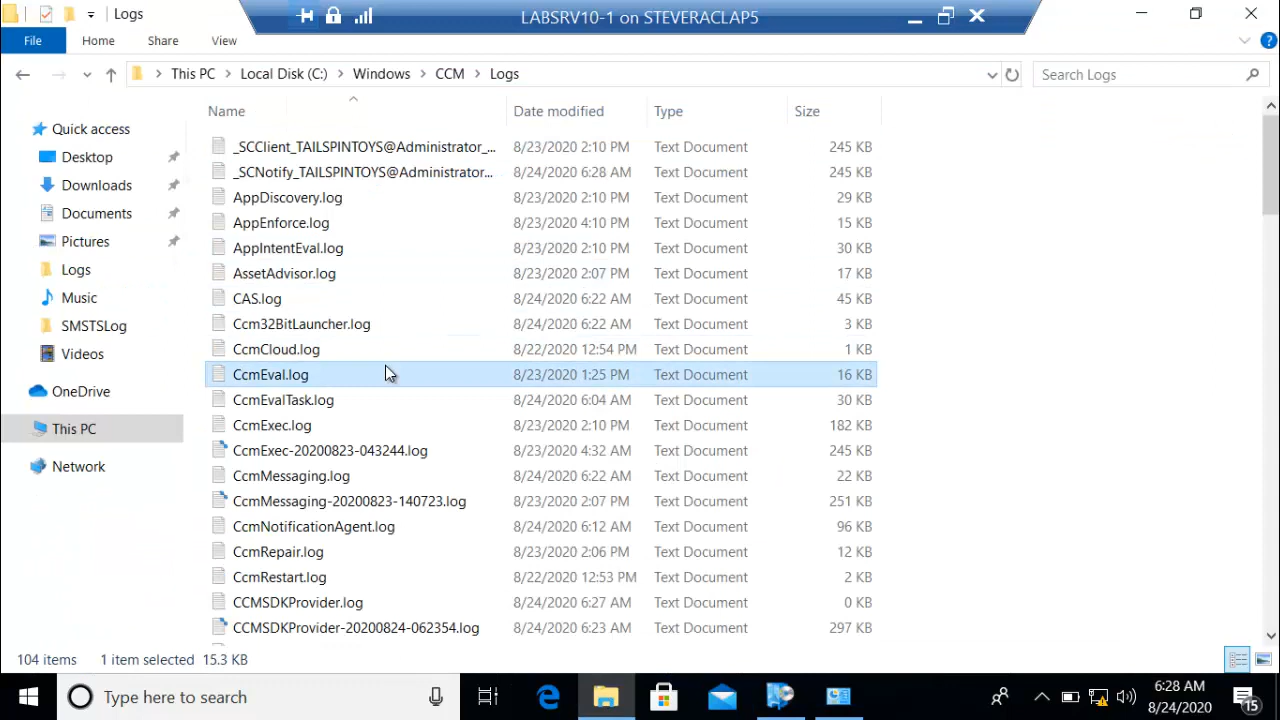 Logs
LABSRV10-1 on STEVERACLAP5
File
Home
Share
View
This PC
Local Disk (C:)
Windows
CCM
Logs
Search Logs
Name
Date modified
Type
Size
Quick access
Desktop
Downloads
Documents
Pictures
Logs
Music
SMSTSLog
Videos
OneDrive
This PC
Network
_SCClient_TAILSPINTOYS@Administrator_... 8/23/2020 2:10 PM Text Document 245 KB
_SCNotify_TAILSPINTOYS@Administrator... 8/24/2020 6:28 AM Text Document 245 KB
AppDiscovery.log 8/23/2020 2:10 PM Text Document 29 KB
AppEnforce.log 8/23/2020 4:10 PM Text Document 15 KB
AppIntentEval.log 8/23/2020 2:10 PM Text Document 30 KB
AssetAdvisor.log 8/23/2020 2:07 PM Text Document 17 KB
CAS.log 8/24/2020 6:22 AM Text Document 45 KB
Ccm32BitLauncher.log 8/24/2020 6:22 AM Text Document 3 KB
CcmCloud.log 8/22/2020 12:54 PM Text Document 1 KB
CcmEval.log 8/23/2020 1:25 PM Text Document 16 KB
CcmEvalTask.log 8/24/2020 6:04 AM Text Document 30 KB
CcmExec.log 8/23/2020 2:10 PM Text Document 182 KB
CcmExec-20200823-043244.log 8/23/2020 4:32 AM Text Document 245 KB
CcmMessaging.log 8/24/2020 6:22 AM Text Document 22 KB
CcmMessaging-20200823-140723.log 8/23/2020 2:07 PM Text Document 251 KB
CcmNotificationAgent.log 8/24/2020 6:12 AM Text Document 96 KB
CcmRepair.log 8/23/2020 2:06 PM Text Document 12 KB
CcmRestart.log 8/22/2020 12:53 PM Text Document 2 KB
CCMSDKProvider.log 8/24/2020 6:27 AM Text Document 0 KB
CCMSDKProvider-20200824-062354.log 8/24/2020 6:23 AM Text Document 297 KB
104 items 1 item selected 15.3 KB
Type here to search
6:28 AM
8/24/2020
15